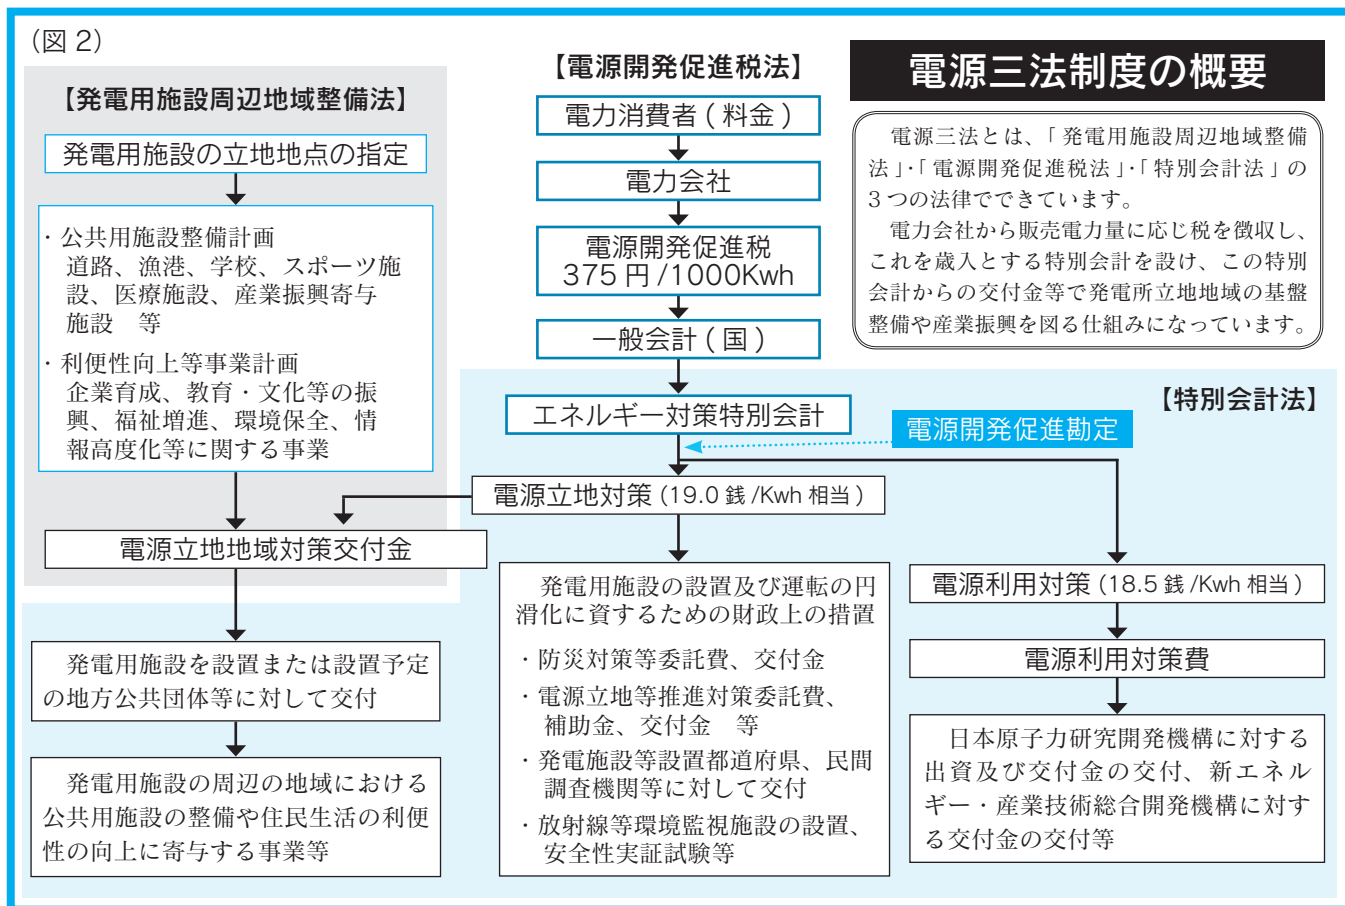 （図 2）
【発電用施設周辺地域整備法】
発電用施設の立地地点の指定
・公共用施設整備計画
道路、漁港、学校、スポーツ施
設、医療施設、産業振興寄与
施設　等
・利便性向上等事業計画
企業育成、教育・文化等の振
興、福祉増進、環境保全、情
報高度化等に関する事業
電源立地地域対策交付金
発電用施設を設置または設置予定
の地方公共団体等に対して交付
発電用施設の周辺の地域における
公共用施設の整備や住民生活の利便
性の向上に寄与する事業等
【電源開発促進税法】
電力消費者 ( 料金 )
電力会社
電源開発促進税
375 円 /1000Kwh
一般会計 ( 国 )
エネルギー対策特別会計
電源立地対策 (19.0 銭 /Kwh 相当 )
発電用施設の設置及び運転の円
滑化に資するための財政上の措置
・防災対策等委託費、交付金
・電源立地等推進対策委託費、
補助金、交付金　等
・発電施設等設置都道府県、民間
調査機関等に対して交付
・放射線等環境監視施設の設置、
安全性実証試験等
電源三法制度の概要
電源三法とは、「 発電用施設周辺地域整備
法 」・「 電源開発促進税法 」・「 特別会計法 」 の
3 つの法律でできています。
電力会社から販売電力量に応じ税を徴収し、
これを歳入とする特別会計を設け、この特別
会計からの交付金等で発電所立地地域の基盤
整備や産業振興を図る仕組みになっています。
【特別会計法】
電源開発促進勘定
電源利用対策 (18.5 銭 /Kwh 相当 )
電源利用対策費
日本原子力研究開発機構に対する
出資及び交付金の交付、新エネル
ギー・産業技術総合開発機構に対す
る交付金の交付等